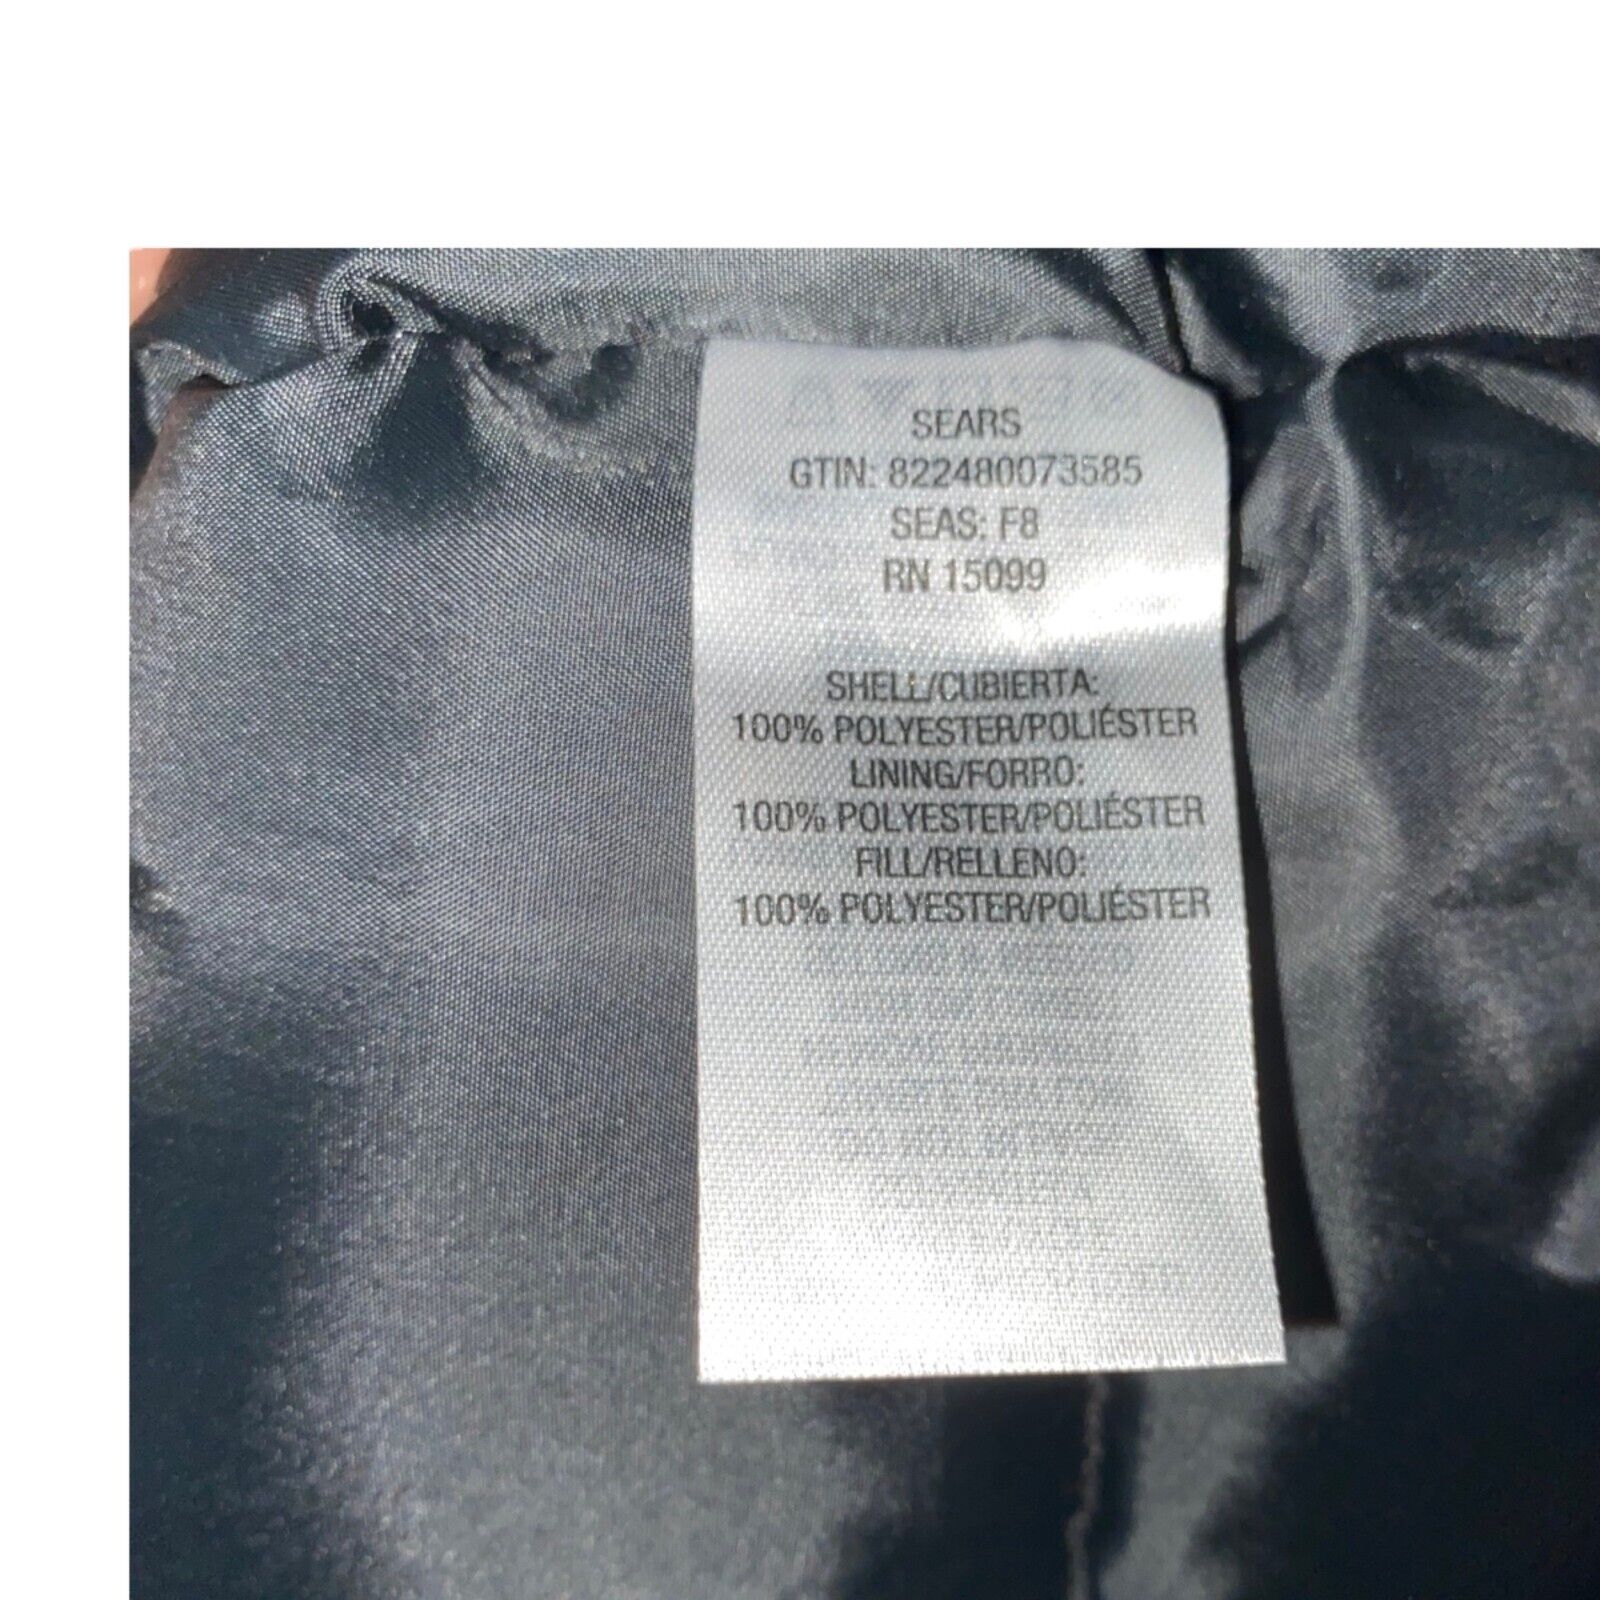 SEARS
GTIN: 822480073585
SEAS: F8
RN 15099
SHELL/CUBIERTA:
100% POLYESTER/POLIÉSTER
LINING/FORRO:
100% POLYESTER/POLIÉSTER
FILL/RELLENO:
100% POLYESTER/POLIÉSTER